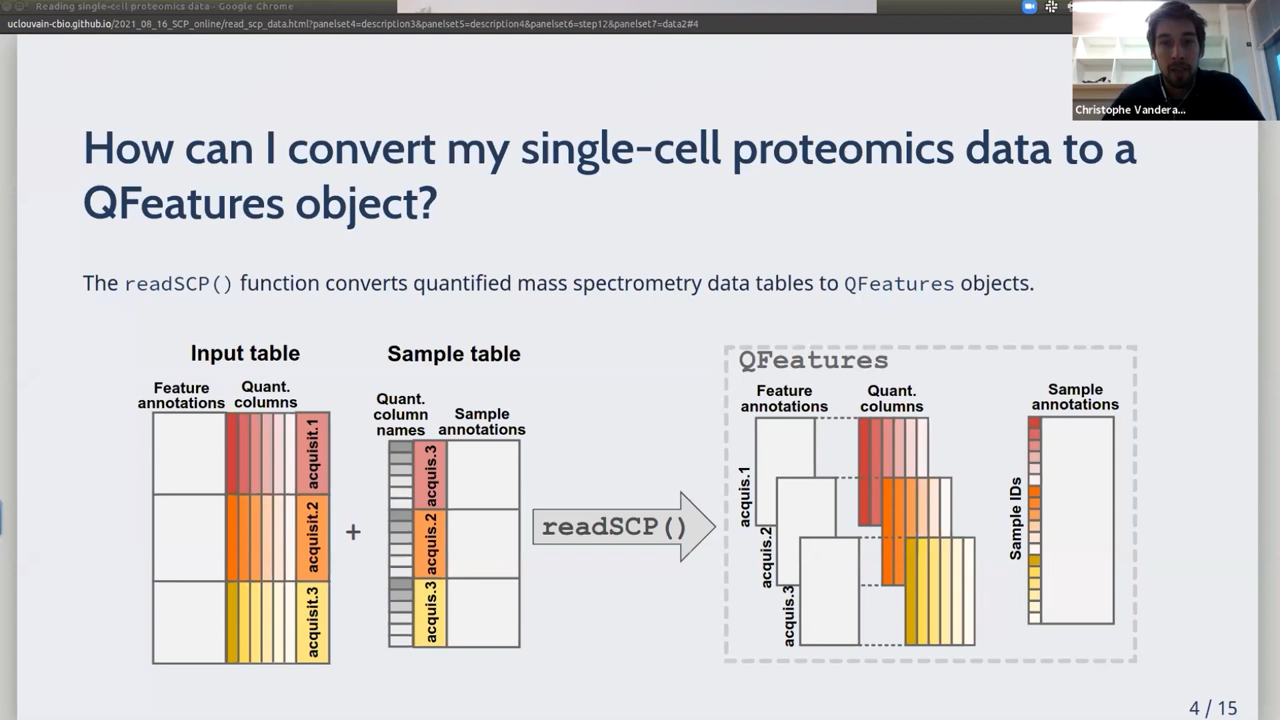 Reading single-cell proteomics data - Google Chrome
uclouvain-cbio.github.io/2021_08_16_SCP_online/read_scp_data.html?panelset4=description3&panelset5=description4&panelset6=step12&panelset7=data2#4
Christophe Vandera...
How can I convert my single-cell proteomics data to a
QFeatures object?
The readSCP() function converts quantified mass spectrometry data tables to QFeatures objects.
Input table
Feature
annotations
Quant.
columns
acquisit.1
acquisit.2
acquisit.3
+
Sample table
Quant.
column
names
Sample
annotations
acquis.3
acquis.2
acquis.3
readSCP()
QFeatures
Feature
annotations
Quant.
columns
Sample
annotations
acquis.1
acquis.2
acquis.3
Sample IDs
4 / 15